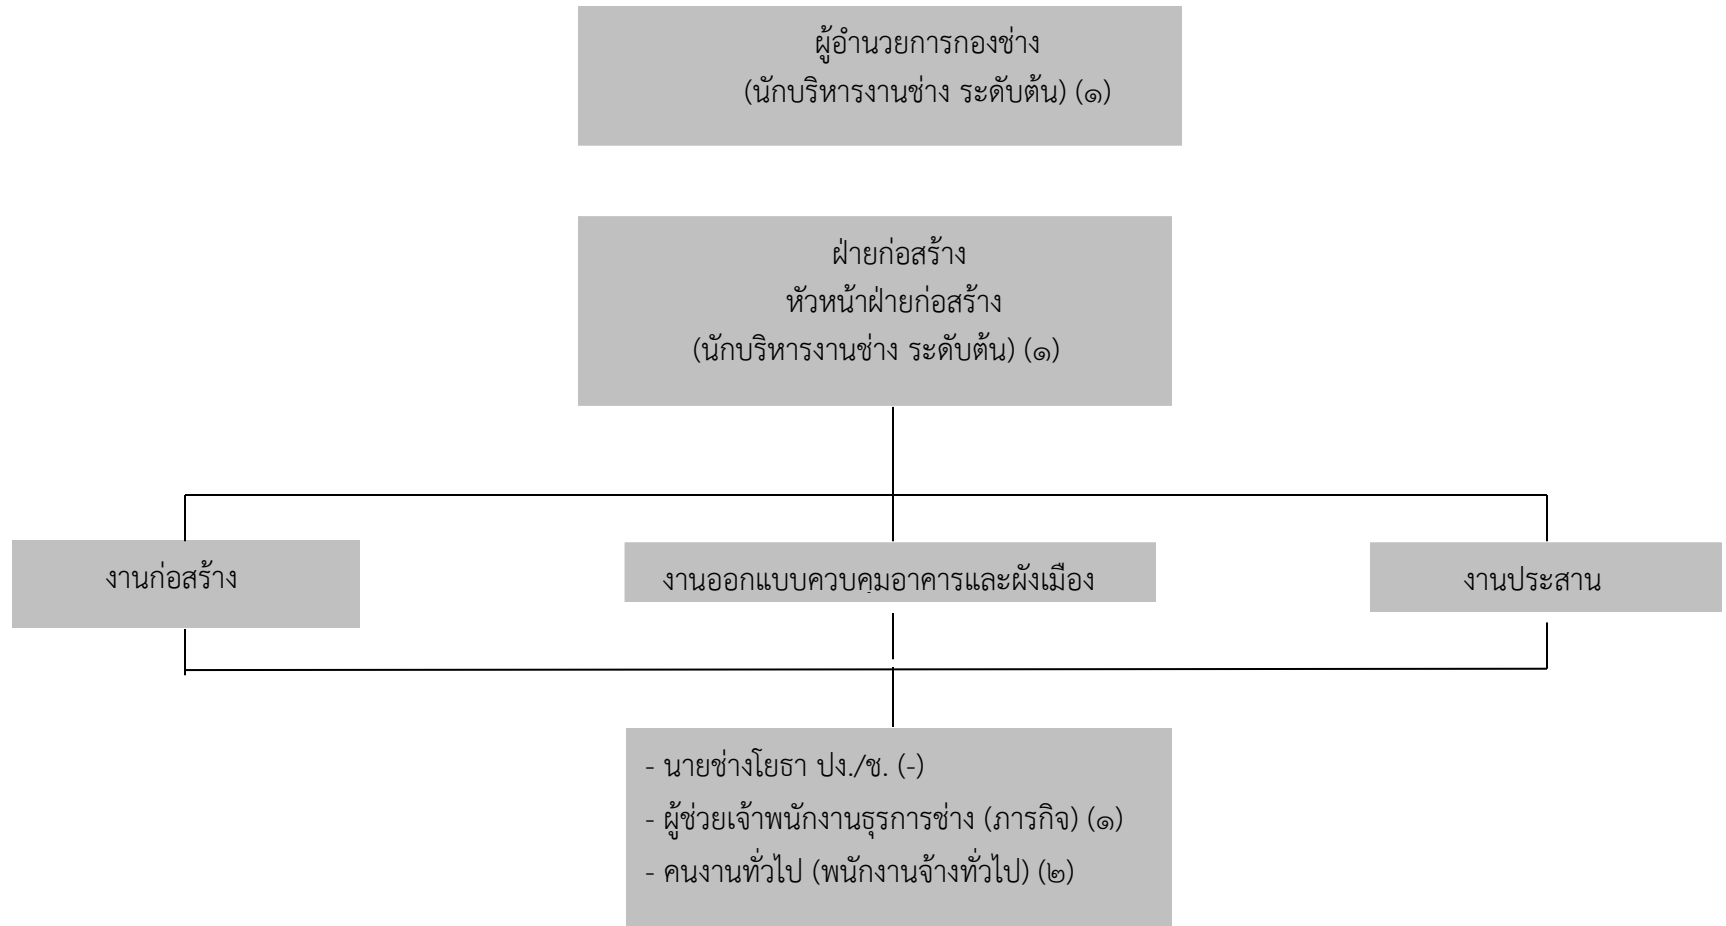 ผู้อำนวยการกองช่าง
(นักบริหารงานช่าง ระดับต้น) (๑)
ฝ่ายก่อสร้าง
หัวหน้าฝ่ายก่อสร้าง
(นักบริหารงานช่าง ระดับต้น) (๑)
งานก่อสร้าง
งานออกแบบควบคุมอาคารและผังเมือง
งานประสาน
- นายช่างโยธา ปง./ช. (-)
- ผู้ช่วยเจ้าพนักงานธุรการช่าง (ภารกิจ) (๑)
- คนงานทั่วไป (พนักงานจ้างทั่วไป) (๒)